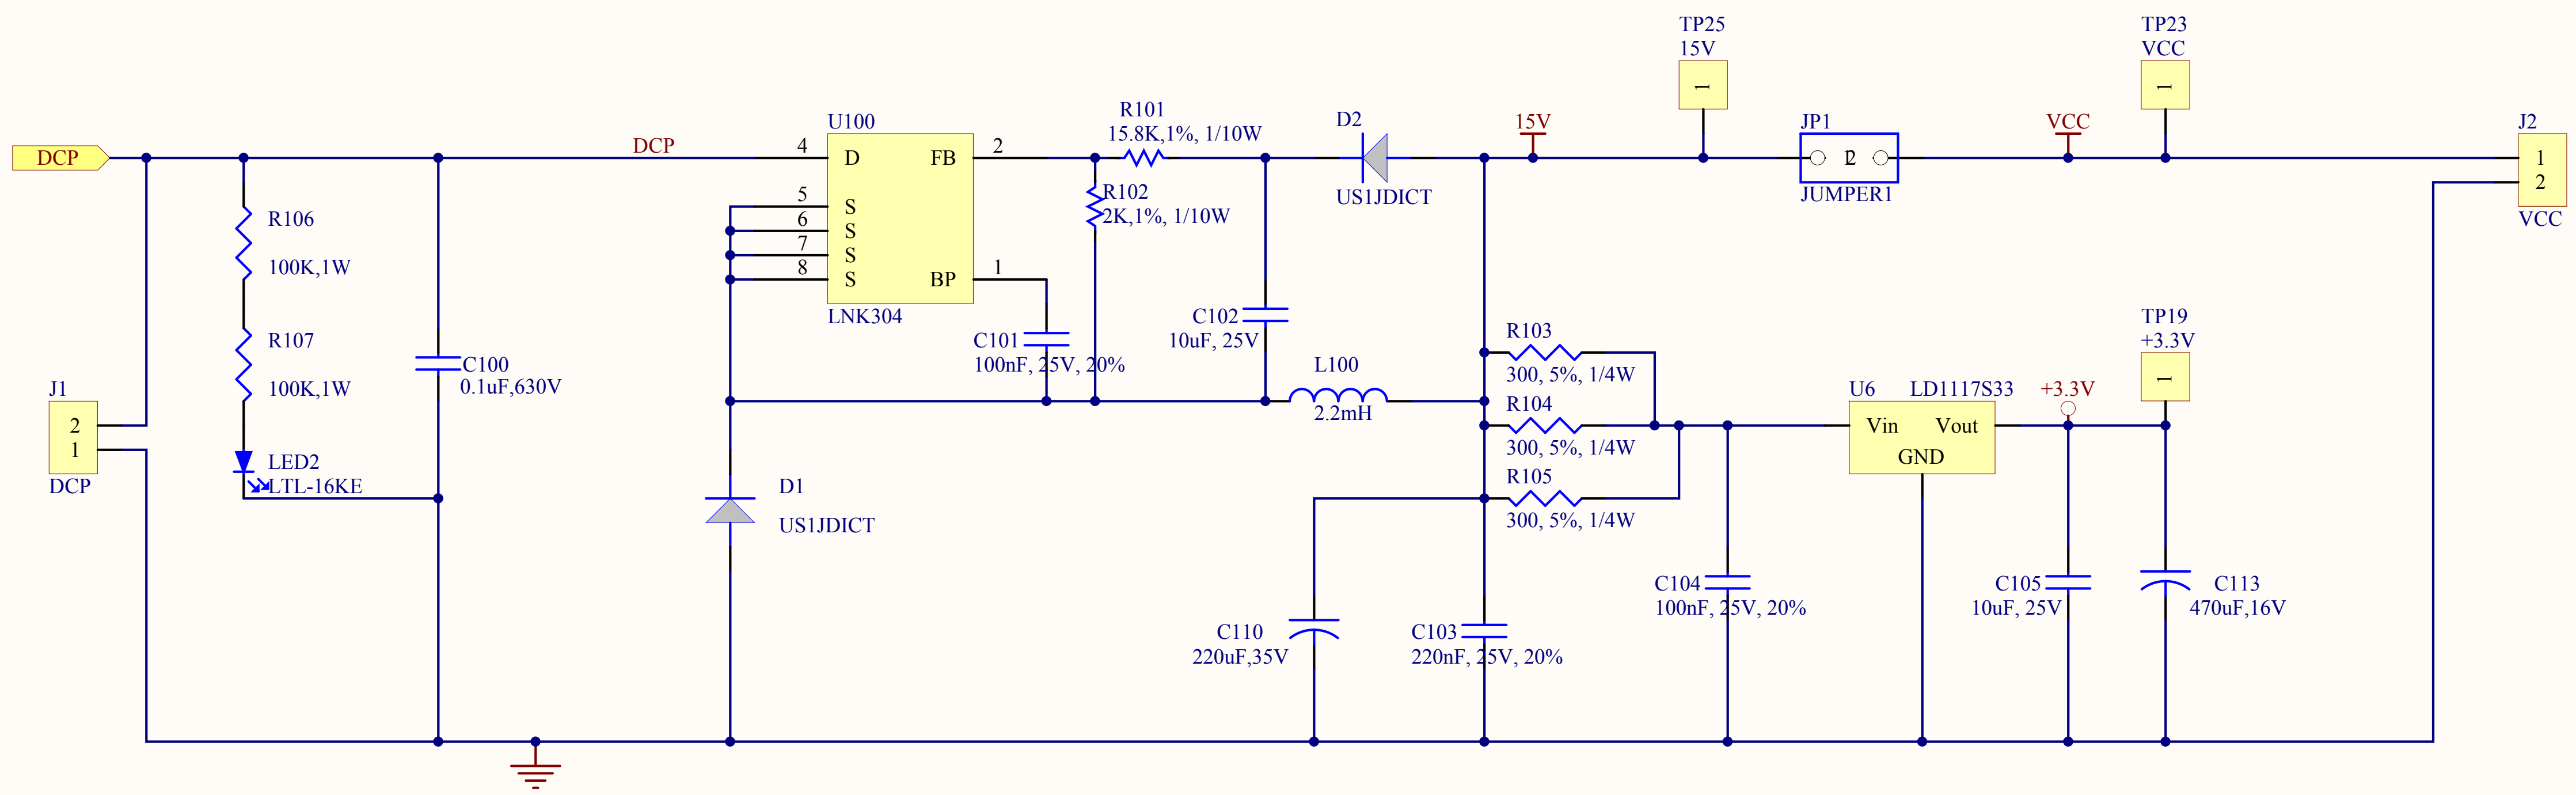 TP25
15V
1
TP23
VCC
1
DCP
DCP
U100
4
D
FB
2
5
S
6
S
7
S
8
S
BP
1
LNK304
R101
15.8K,1%, 1/10W
R102
2K,1%, 1/10W
D2
US1JDICT
15V
JP1
JUMPER1
VCC
J2
1
2
VCC
R106
100K,1W
R107
100K,1W
C100
0.1uF,630V
LED2
LTL-16KE
J1
2
1
DCP
C101
100nF, 25V, 20%
C102
10uF, 25V
L100
2.2mH
D1
US1JDICT
R103
300, 5%, 1/4W
R104
300, 5%, 1/4W
R105
300, 5%, 1/4W
U6
LD1117S33
Vin
Vout
GND
+3.3V
TP19
+3.3V
1
C110
220uF,35V
C103
220nF, 25V, 20%
C104
100nF, 25V, 20%
C105
10uF, 25V
C113
470uF,16V